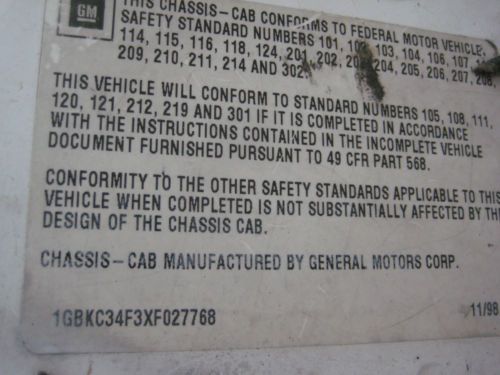 GM
THIS CHASSIS-CAB CONFORMS TO FEDERAL MOTOR VEHICLE
SAFETY STANDARD NUMBERS 101, 102, 103, 104, 106, 107,
114, 115, 116, 118, 124, 201, 202, 204, 205, 206, 207, 208,
209, 210, 211, 214 AND 302.
THIS VEHICLE WILL CONFORM TO STANDARD NUMBERS 105, 108, 111,
120, 121, 212, 219 AND 301 IF IT IS COMPLETED IN ACCORDANCE
WITH THE INSTRUCTIONS CONTAINED IN THE INCOMPLETE VEHICLE
DOCUMENT FURNISHED PURSUANT TO 49 CFR PART 568.
CONFORMITY TO THE OTHER SAFETY STANDARDS APPLICABLE TO THIS
VEHICLE WHEN COMPLETED IS NOT SUBSTANTIALLY AFFECTED BY THE
DESIGN OF THE CHASSIS CAB.
CHASSIS-CAB MANUFACTURED BY GENERAL MOTORS CORP.
1GBKC34F3XF027768 11/98